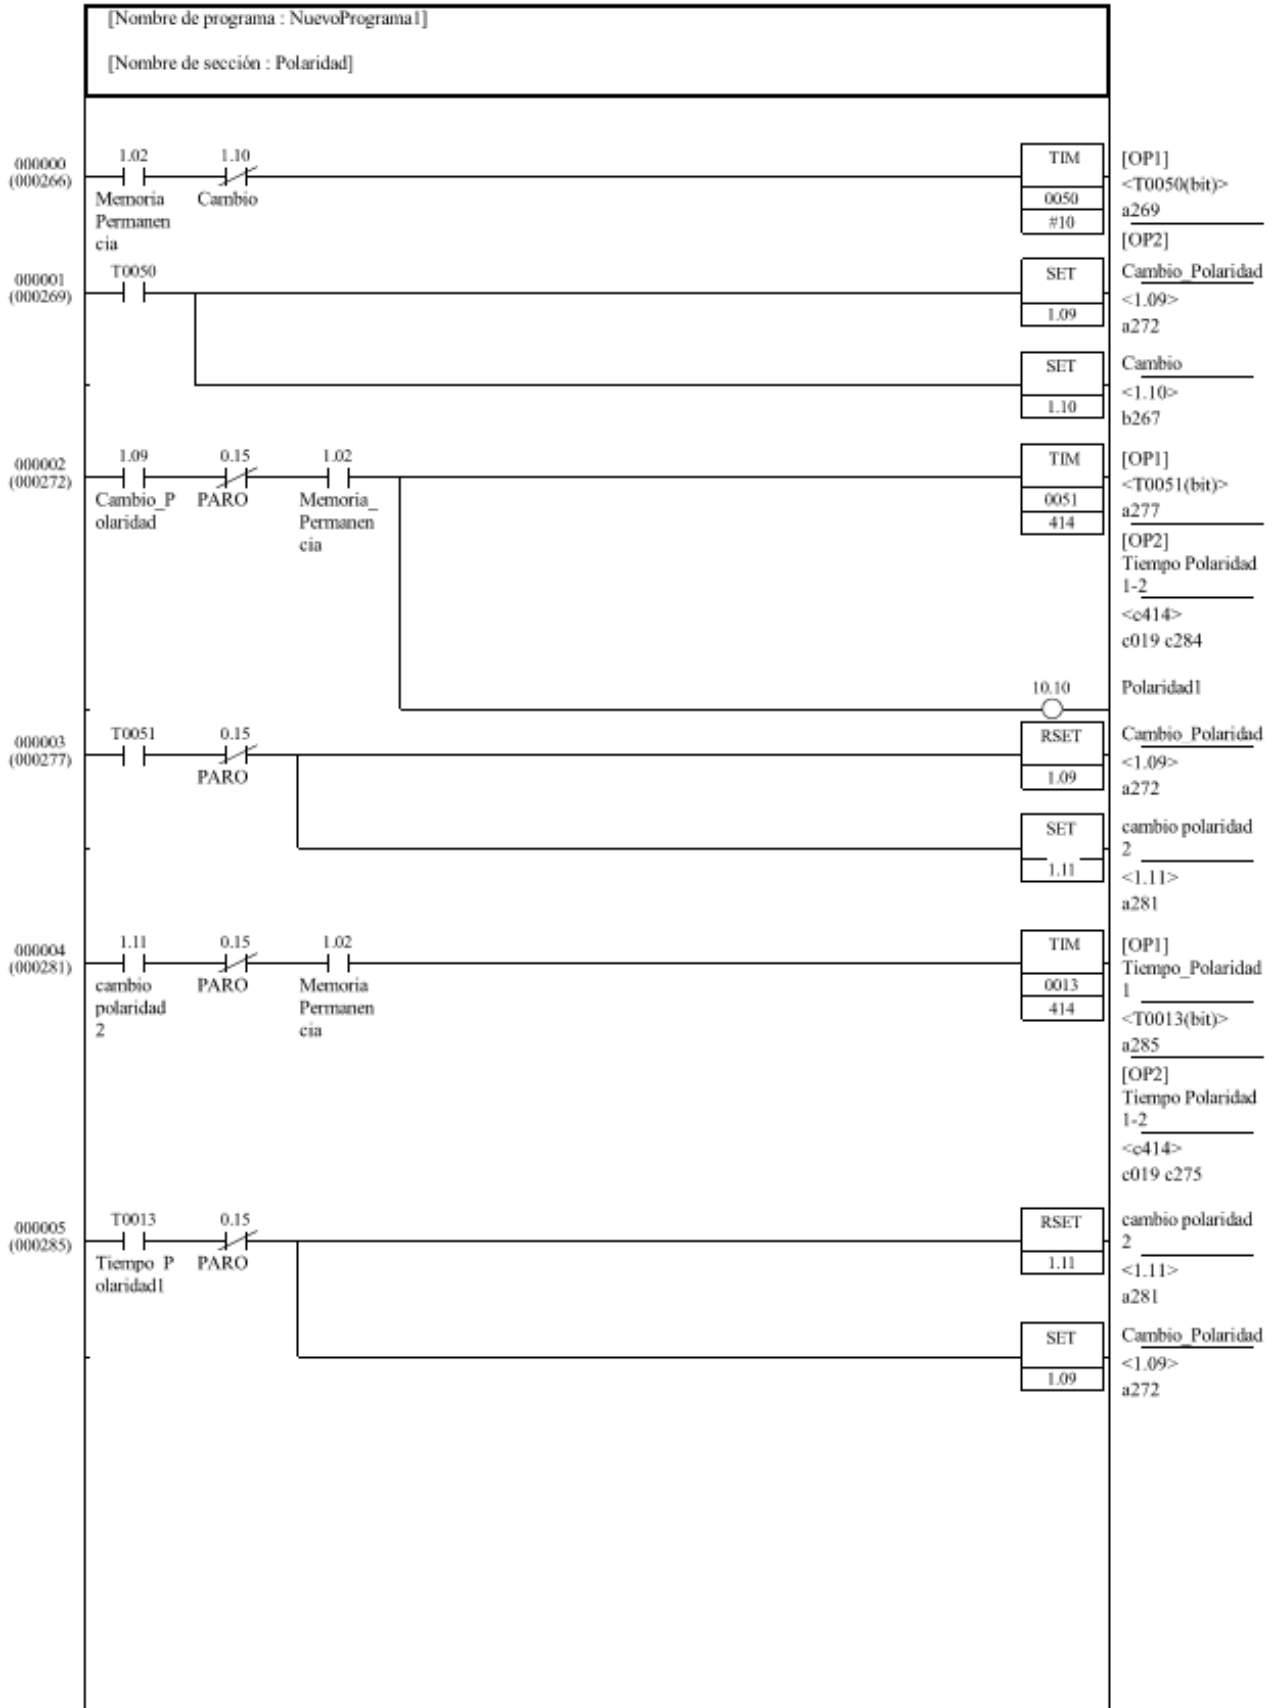 [Nombre de programa : NuevoPrograma1]
[Nombre de sección : Polaridad]
000000
(000266)
1.02
Memoria
Permanen
cia
1.10
Cambio
TIM
0050
#10
[OP1]
<T0050(bit)>
a269
[OP2]
000001
(000269)
T0050
SET
1.09
Cambio_Polaridad
<1.09>
a272
SET
1.10
Cambio
<1.10>
b267
000002
(000272)
1.09
Cambio_P
olaridad
0.15
PARO
1.02
Memoria_
Permanen
cia
TIM
0051
414
[OP1]
<T0051(bit)>
a277
[OP2]
Tiempo Polaridad
1-2
<c414>
c019 c284
10.10
Polaridad1
000003
(000277)
T0051
0.15
PARO
RSET
1.09
Cambio_Polaridad
<1.09>
a272
SET
1.11
cambio polaridad
2
<1.11>
a281
000004
(000281)
1.11
cambio
polaridad
2
0.15
PARO
1.02
Memoria
Permanen
cia
TIM
0013
414
[OP1]
Tiempo_Polaridad
1
<T0013(bit)>
a285
[OP2]
Tiempo Polaridad
1-2
<c414>
c019 c275
000005
(000285)
T0013
Tiempo_P
olaridad1
0.15
PARO
RSET
1.11
cambio polaridad
2
<1.11>
a281
SET
1.09
Cambio_Polaridad
<1.09>
a272